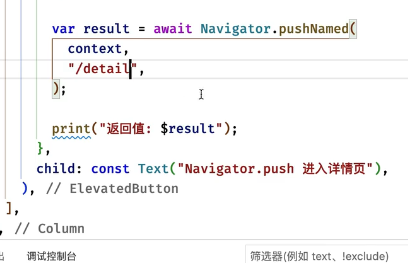 var result = await Navigator.pushNamed(
context,
"/detail",
);
print("返回值: $result");
},
child: const Text("Navigator.push 进入详情页"),
), // ElevatedButton
],
, // Column
出 调试控制台 筛选器(例如 text、!exclude)